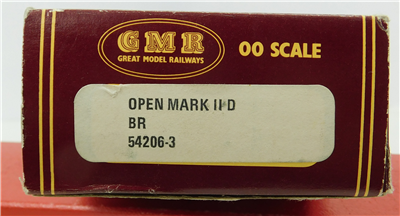 GMR
GREAT MODEL RAILWAYS
OO SCALE
OPEN MARK II D
BR
54206-3